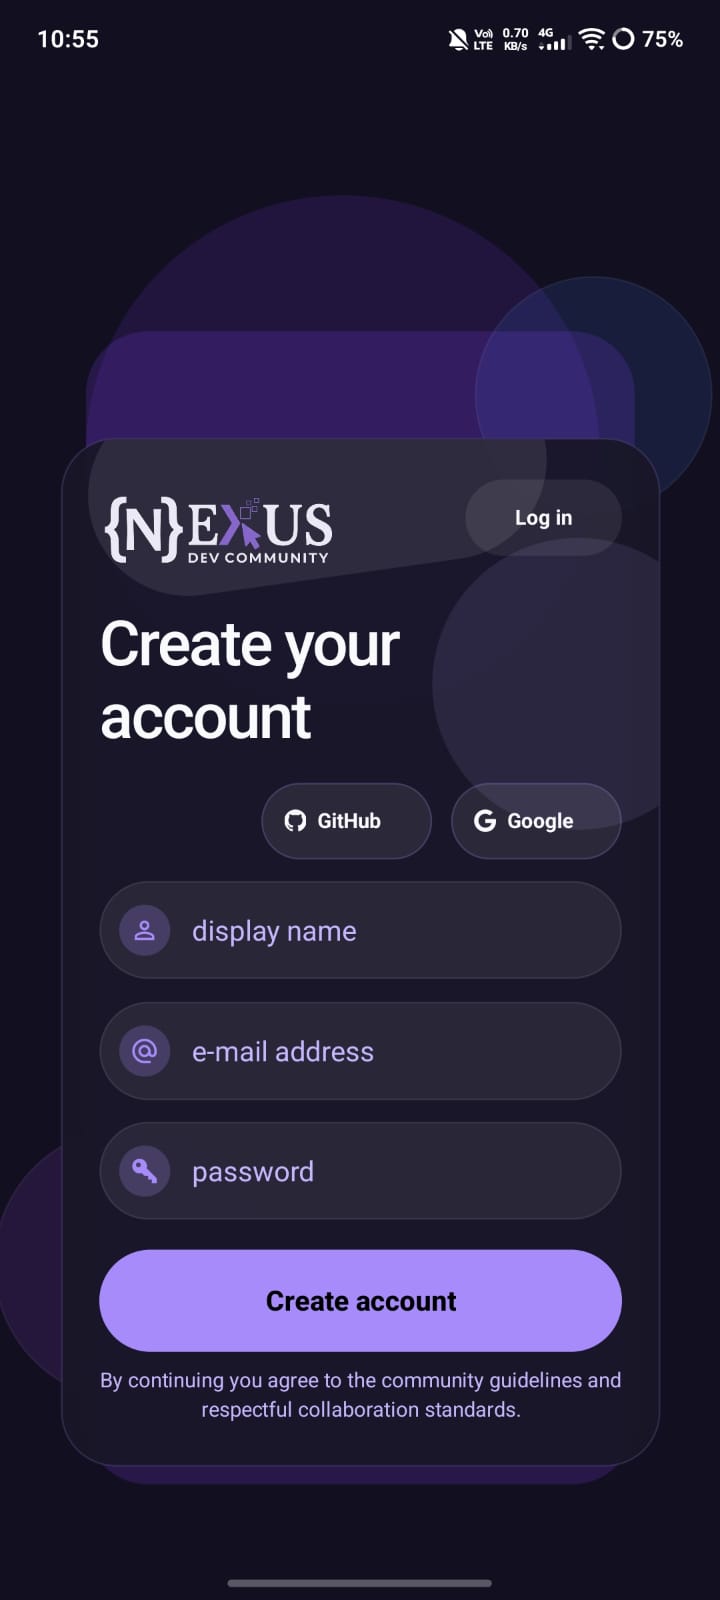 10:55
Vo)) LTE 0.70 KB/s 4G 75%
{N}EXUS
DEV COMMUNITY
Log in
Create your
account
GitHub
Google
display name
e-mail address
password
Create account
By continuing you agree to the community guidelines and
respectful collaboration standards.